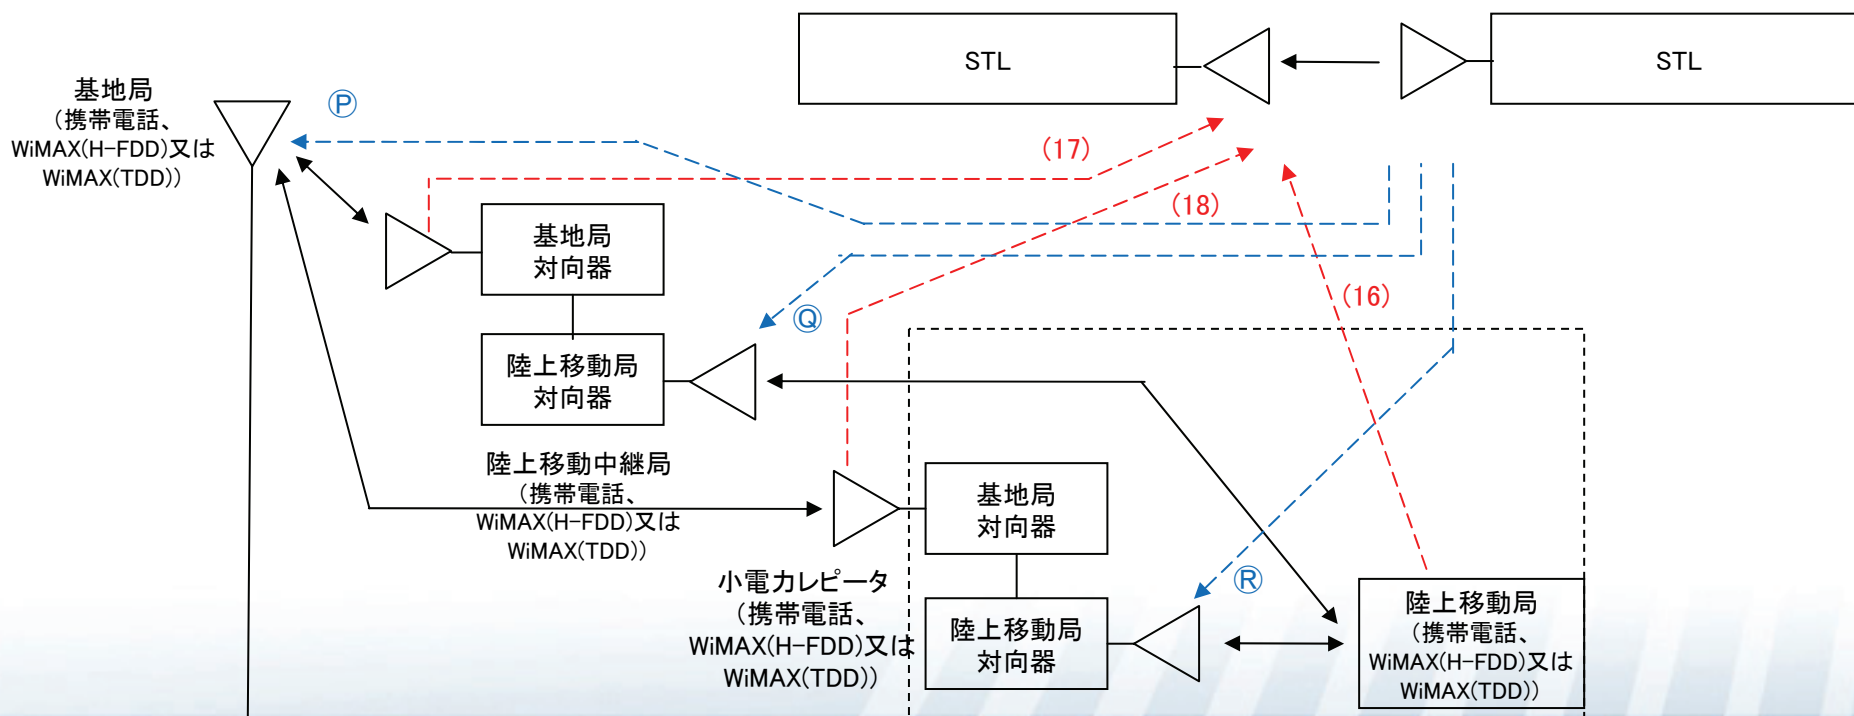 STL
STL
基地局
(携帯電話、
WiMAX(H-FDD)又は
WiMAX(TDD))
Ⓟ
(17)
(18)
基地局
対向器
(16)
Ⓠ
陸上移動局
対向器
陸上移動中継局
(携帯電話、
WiMAX(H-FDD)又は
WiMAX(TDD))
基地局
対向器
小電力レピータ
(携帯電話、
WiMAX(H-FDD)又は
WiMAX(TDD))
Ⓡ
陸上移動局
対向器
陸上移動局
(携帯電話、
WiMAX(H-FDD)又は
WiMAX(TDD))